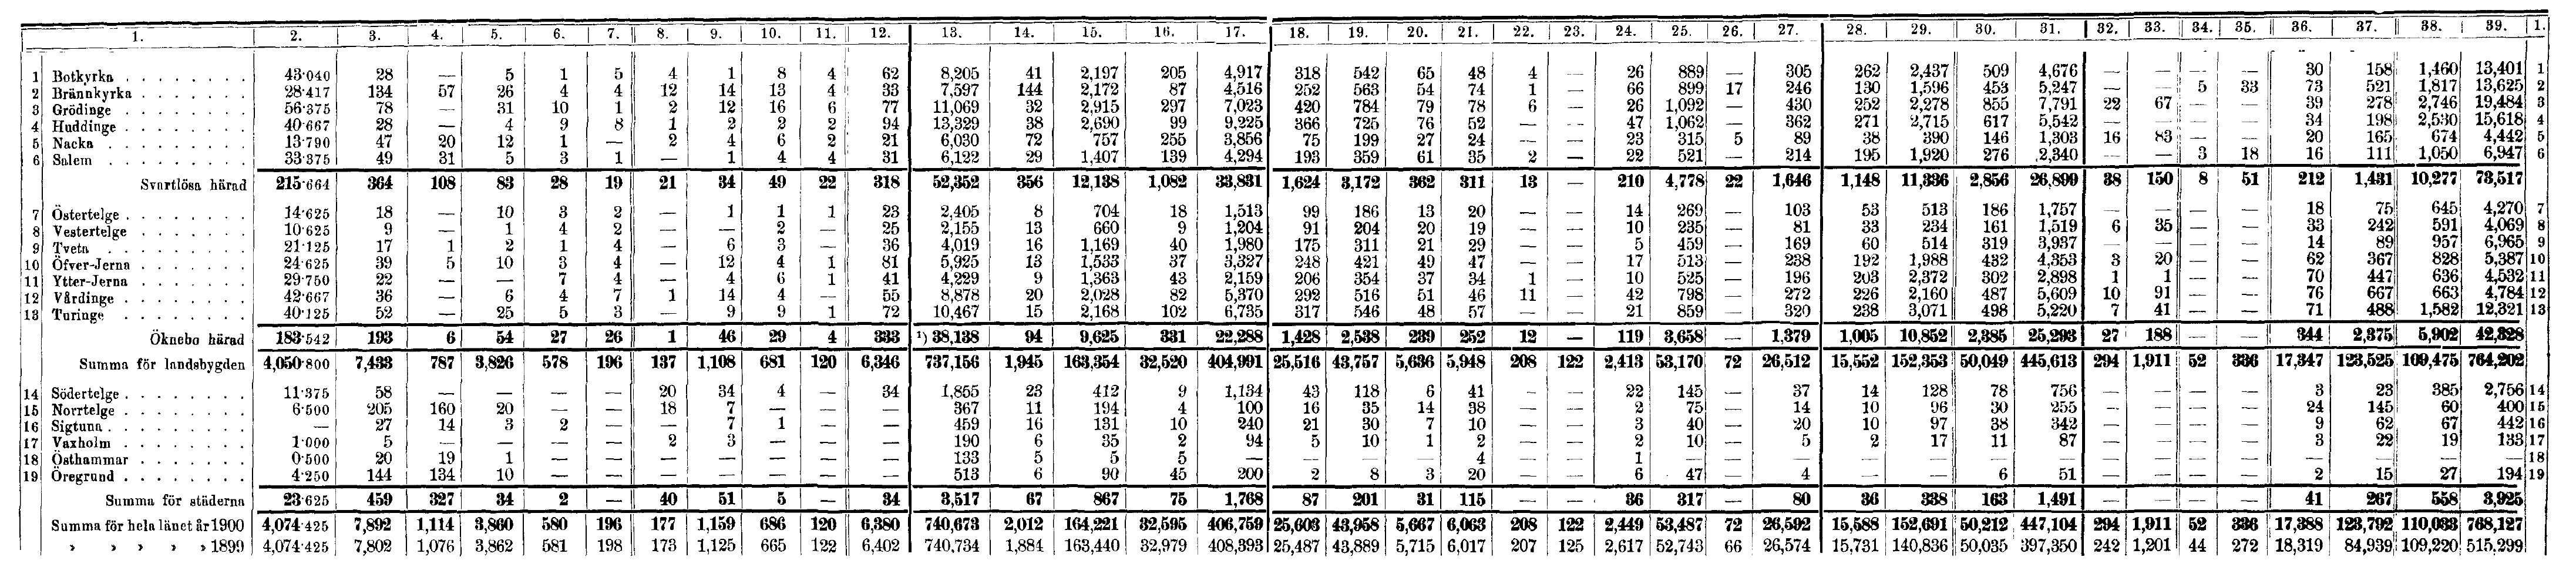 1. 2. 3. 4. 5. 6. 7. 8. 9. 10. 11. 12. 13. 14. 15. 16. 17. 18. 19. 20. 21. 22. 23. 24. 25. 26. 27. 28. 29. 30. 31. 32. 33. 34. 35. 36. 37. 38. 39. 1.
1 Botkyrka . . . . . . . . 43·040 28 — 5 1 5 4 1 8 4 62 8,205 41 2,197 205 4,917 318 542 65 48 4 — 26 889 — 305 262 2,437 509 4,676 — — — — 30 158 1,460 13,401 1
2 Brännkyrka . . . . . . . 28·417 134 57 26 4 4 12 14 13 4 33 7,597 144 2,172 87 4,516 252 563 54 74 1 — 66 899 17 246 130 1,596 453 5,247 — — 5 33 73 521 1,817 13,625 2
3 Grödinge . . . . . . . . 56·375 78 — 31 10 1 2 12 16 6 77 11,069 32 2,915 297 7,023 420 784 79 78 6 — 26 1,092 — 430 252 2,278 855 7,791 22 67 — — 39 278 2,746 19,484 3
4 Huddinge . . . . . . . . 40·667 28 — 4 9 8 1 2 2 2 94 13,329 38 2,690 99 9,225 366 725 76 52 — — 47 1,062 — 362 271 2,715 617 5,542 — — — — 34 198 2,530 15,618 4
5 Nacka . . . . . . . . . 13·790 47 20 12 1 — 2 4 6 2 21 6,030 72 757 255 3,856 75 199 27 24 — — 23 315 5 89 38 390 146 1,303 16 83 — — 20 165 674 4,442 5
6 Salem . . . . . . . . . 33·375 49 31 5 3 1 — 1 4 4 31 6,122 29 1,407 139 4,294 193 359 61 35 2 — 22 521 — 214 195 1,920 276 2,340 — — 3 18 16 111 1,050 6,947 6
Svartlösa härad 215·664 364 108 83 28 19 21 34 49 22 318 52,352 356 12,138 1,082 33,831 1,624 3,172 362 311 13 — 210 4,778 22 1,646 1,148 11,336 2,856 26,899 38 150 8 51 212 1,431 10,277 73,517
7 Östertelge . . . . . . . . 14·625 18 — 10 3 2 — 1 1 1 23 2,405 8 704 18 1,513 99 186 13 20 — — 14 269 — 103 53 513 186 1,757 — — — — 18 75 645 4,270 7
8 Vestertelge . . . . . . . 10·625 9 — 1 4 2 — — 2 — 25 2,155 13 660 9 1,204 91 204 20 19 — — 10 235 — 81 33 234 161 1,519 6 35 — — 33 242 591 4,069 8
9 Tveta . . . . . . . . . 21·125 17 1 2 1 4 — 6 3 — 36 4,019 16 1,169 40 1,980 175 311 21 29 — — 5 459 — 169 60 514 319 3,937 — — — — 14 89 957 6,965 9
10 Öfver-Jerna . . . . . . . 24·625 39 5 10 3 4 — 12 4 1 81 5,925 13 1,533 37 3,327 248 421 49 47 — — 17 513 — 238 192 1,988 432 4,353 3 20 — — 62 367 828 5,387 10
11 Ytter-Jerna . . . . . . . 29·750 22 — — 7 4 — 4 6 1 41 4,229 9 1,363 43 2,159 206 354 37 34 1 — 10 525 — 196 203 2,372 302 2,898 1 1 — — 70 447 636 4,532 11
12 Vårdinge . . . . . . . . 42·667 36 — 6 4 7 1 14 4 — 55 8,878 20 2,028 82 5,370 292 516 51 46 11 — 42 798 — 272 226 2,160 487 5,609 10 91 — — 76 667 663 4,784 12
13 Turinge . . . . . . . . . 40·125 52 — 25 5 3 — 9 9 1 72 10,467 15 2,168 102 6,735 317 546 48 57 — — 21 859 — 320 238 3,071 498 5,220 7 41 — — 71 488 1,582 12,321 13
Öknebo härad 183·542 193 6 54 27 26 1 46 29 4 333 ¹) 38,138 94 9,625 331 22,288 1,428 2,538 239 252 12 — 119 3,658 — 1,379 1,005 10,852 2,385 25,293 27 188 — — 344 2,375 5,902 42,328
Summa för landsbygden 4,050·800 7,433 787 3,826 578 196 137 1,108 681 120 6,346 737,156 1,945 163,354 32,520 404,991 25,516 43,757 5,636 5,948 208 122 2,413 53,170 72 26,512 15,552 152,353 50,049 445,613 294 1,911 52 336 17,347 123,525 109,475 764,202
14 Södertelge . . . . . . . . 11·375 58 — — — — 20 34 4 — 34 1,855 23 412 9 1,134 43 118 6 41 — — 22 145 — 37 14 128 78 756 — — — — 3 23 385 2,756 14
15 Norrtelge . . . . . . . . 6·500 205 160 20 — — 18 7 — — — 367 11 194 4 100 16 35 14 38 — — 2 75 — 14 10 96 30 255 — — — — 24 145 60 400 15
16 Sigtuna . . . . . . . . . — 27 14 3 2 — — 7 1 — — 459 16 131 10 240 21 30 7 10 — — 3 40 — 20 10 97 38 342 — — — — 9 62 67 442 16
17 Vaxholm . . . . . . . . 1·000 5 — — — — 2 3 — — — 190 6 35 2 94 5 10 1 2 — — 2 10 — 5 2 17 11 87 — — — — 3 22 19 133 17
18 Östhammar . . . . . . . 0·500 20 19 1 — — — — — — — 133 5 5 5 — — — — 4 — — 1 — — — — — — — — — — — — — — — 18
19 Öregrund . . . . . . . . 4·250 144 134 10 — — — — — — — 513 6 90 45 200 2 8 3 20 — — 6 47 — 4 — — 6 51 — — — — 2 15 27 194 19
Summa för städerna 23·625 459 327 34 2 — 40 51 5 — 34 3,517 67 867 75 1,768 87 201 31 115 — — 36 317 — 80 36 338 163 1,491 — — — — 41 267 558 3,925
Summa för hela länet år 1900 4,074·425 7,892 1,114 3,860 580 196 177 1,159 686 120 6,380 740,673 2,012 164,221 32,595 406,759 25,603 43,958 5,667 6,063 208 122 2,449 53,487 72 26,592 15,588 152,691 50,212 447,104 294 1,911 52 336 17,388 123,792 110,033 768,127
» » » » » 1899 4,074·425 7,802 1,076 3,862 581 198 173 1,125 665 122 6,402 740,734 1,884 163,440 32,979 408,393 25,487 43,889 5,715 6,017 207 125 2,617 52,743 66 26,574 15,731 140,836 50,035 397,350 242 1,201 44 272 18,319 84,939 109,220 515,299